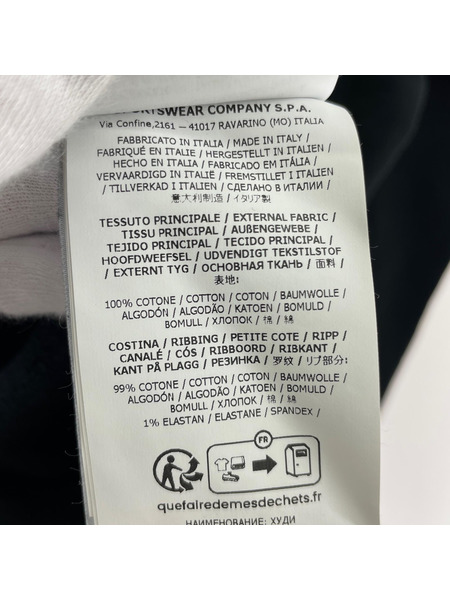 SPORTSWEAR COMPANY S.P.A.
Via Confine,2161 – 41017 RAVARINO (MO) ITALIA
FABBRICATO IN ITALIA / MADE IN ITALY /
FABRIQUÉ EN ITALIE / HERGESTELLT IN ITALIEN /
HECHO EN ITALIA / FABRICADO EM ITÁLIA /
VERVAARDIGD IN ITALIË / FREMSTILLET I ITALIEN
/ TILLVERKAD I ITALIEN / СДЕЛАНО В ИТАЛИИ /
意大利制造 / イタリア製
TESSUTO PRINCIPALE / EXTERNAL FABRIC /
TISSU PRINCIPAL / AUßENGEWEBE /
TEJIDO PRINCIPAL / TECIDO PRINCIPAL /
HOOFDWEEFSEL / UDVENDIGT TEKSTILSTOF
/ EXTERNT TYG / ОСНОВНАЯ ТКАНЬ / 面料 /
表地:
100% COTONE / COTTON / COTON / BAUMWOLLE /
ALGODÓN / ALGODÃO / KATOEN / BOMULD /
BOMULL / ХЛОПОК / 棉 / 綿
COSTINA / RIBBING / PETITE COTE / RIPP /
CANALÉ / CÓS / RIBBOORD / RIBKANT /
KANT PÅ PLAGG / РЕЗИНКА / 罗纹 / リブ部分:
99% COTONE / COTTON / COTON / BAUMWOLLE /
ALGODÓN / ALGODÃO / KATOEN / BOMULD /
BOMULL / ХЛОПОК / 棉 / 綿
1% ELASTAN / ELASTANE / SPANDEX /
FR
quefairedemesdechets.fr
НАИМЕНОВАНИЕ: ХУДИ